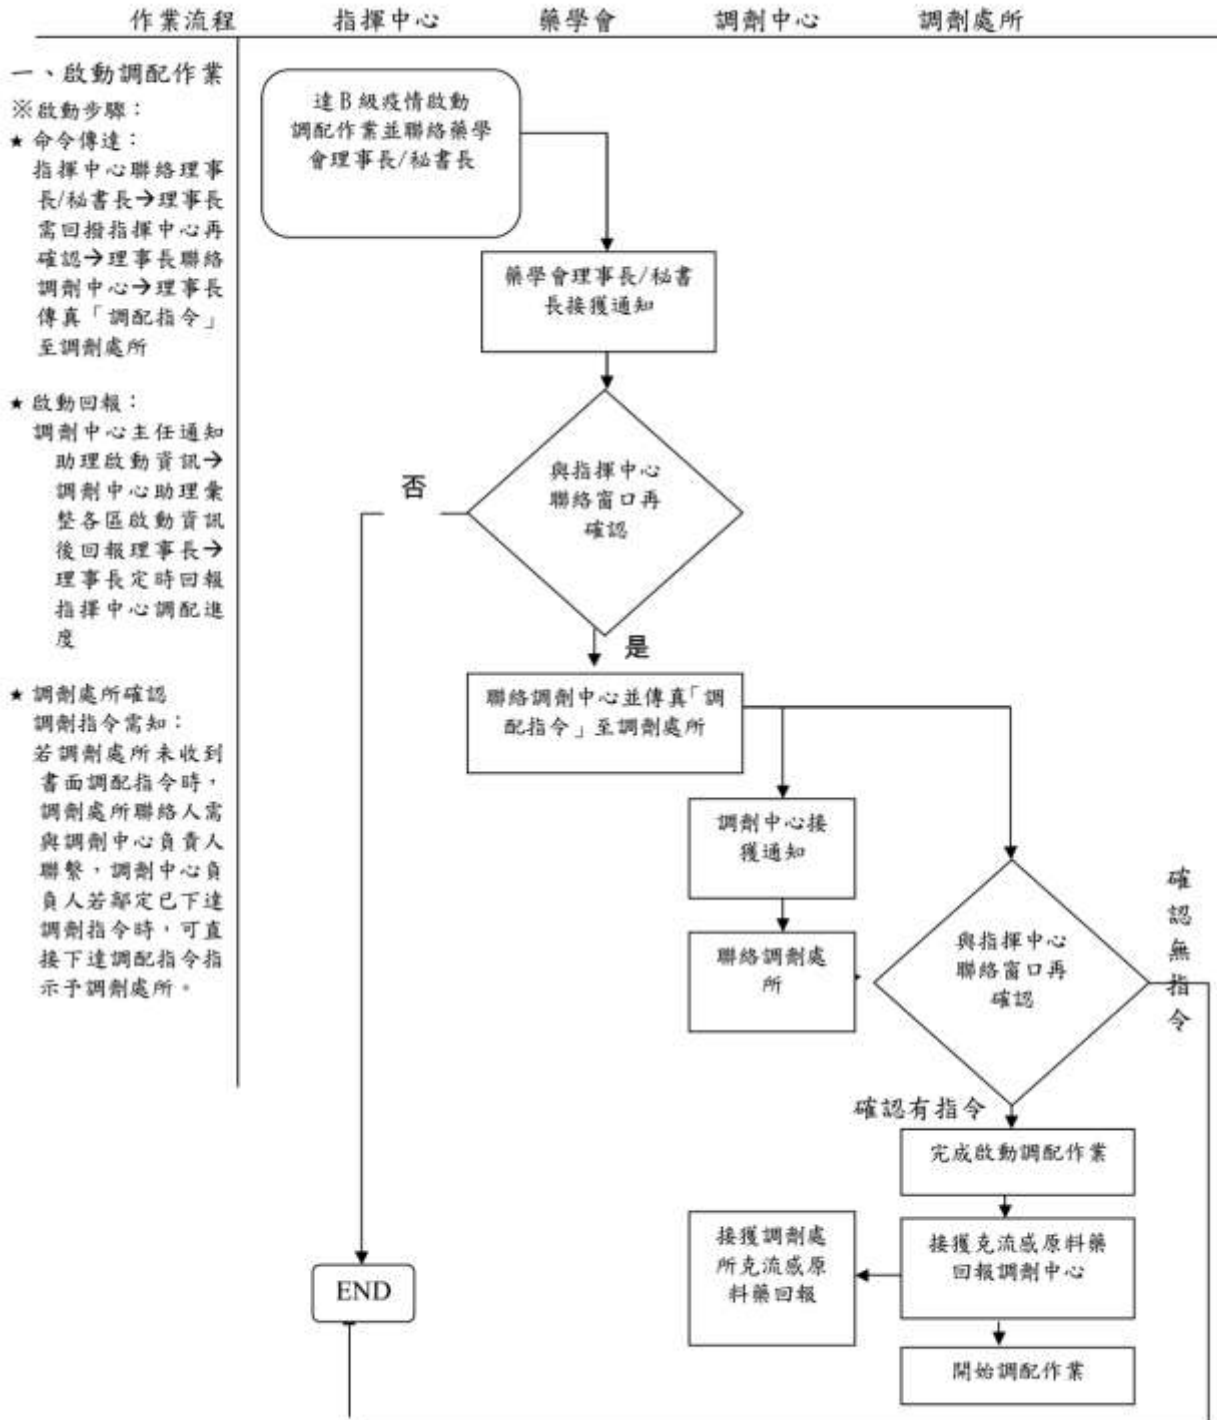 作業流程 指揮中心 藥學會 調劑中心 調劑處所
一、啟動調配作業
※啟動步驟：
★ 命令傳達：
指揮中心聯絡理事
長/秘書長→理事長
需回撥指揮中心再
確認→理事長聯絡
調劑中心→理事長
傳真「調配指令」
至調劑處所
★ 啟動回報：
調劑中心主任通知
助理啟動資訊→
調劑中心助理彙
整各區啟動資訊
後回報理事長→
理事長定時回報
指揮中心調配進
度
★ 調劑處所確認
調劑指令需知：
若調劑處所未收到
書面調配指令時，
調劑處所聯絡人需
與調劑中心負責人
聯繫，調劑中心負
負人若鄰定已下達
調劑指令時，可直
接下達調配指令指
示予調劑處所。
達 B 級疫情啟動
調配作業並聯絡藥學
會理事長/秘書長
藥學會理事長/秘書
長接獲通知
與指揮中心
聯絡窗口再
確認
否
是
聯絡調劑中心並傳真「調
配指令」至調劑處所
調劑中心接
獲通知
聯絡調劑處
所
與指揮中心
聯絡窗口再
確認
確
認
無
指
令
確認有指令
完成啟動調配作業
接獲克流感原料藥
回報調劑中心
接獲調劑處
所克流感原
料藥回報
開始調配作業
END